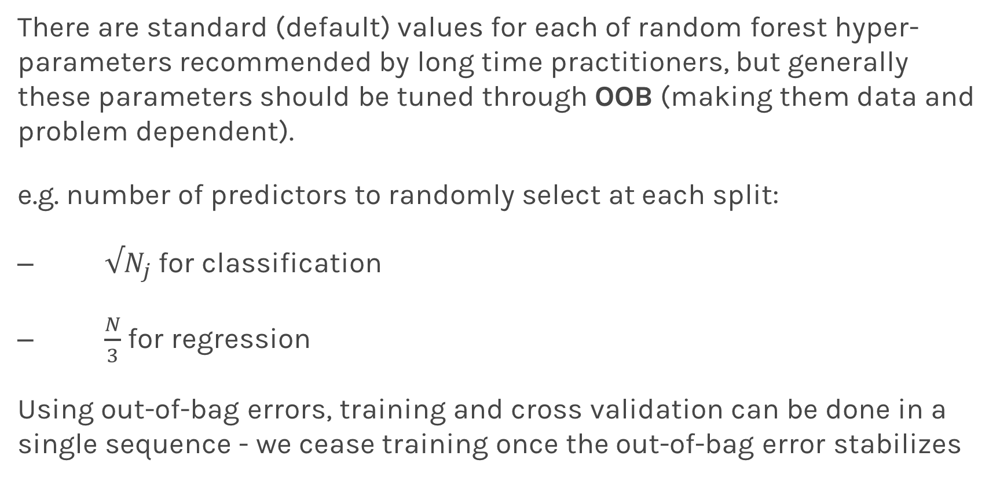 There are standard (default) values for each of random forest hyper-
parameters recommended by long time practitioners, but generally
these parameters should be tuned through OOB (making them data and
problem dependent).
e.g. number of predictors to randomly select at each split:
– √N_j for classification
– N/3 for regression
Using out-of-bag errors, training and cross validation can be done in a
single sequence - we cease training once the out-of-bag error stabilizes